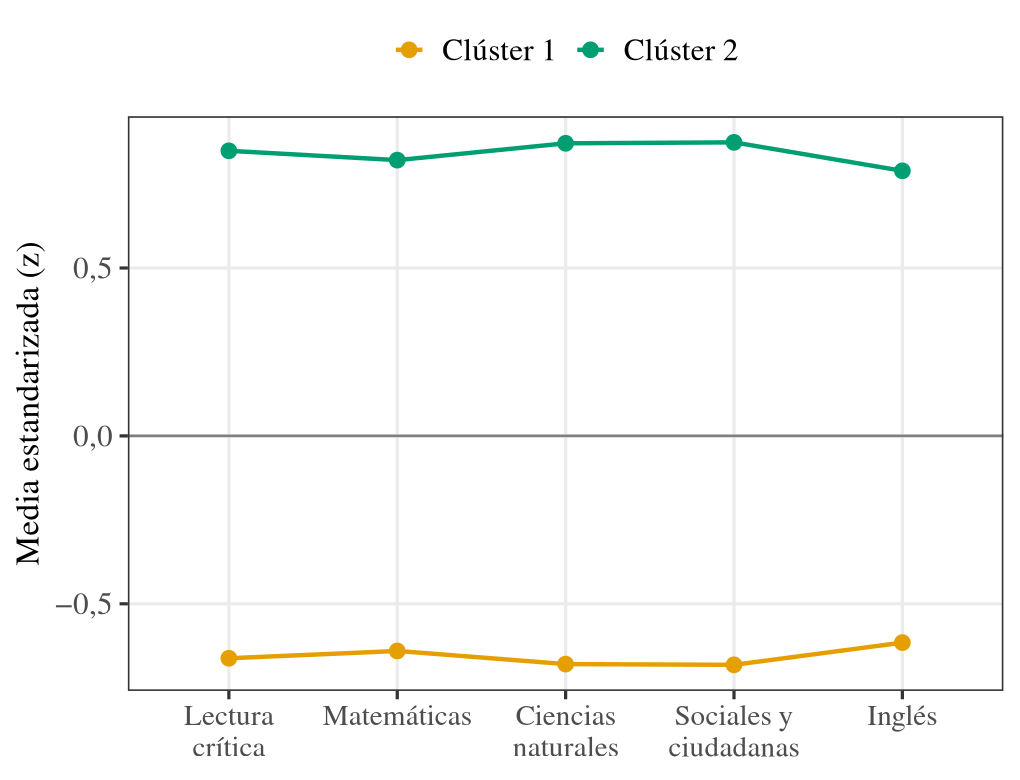 Clúster 1 Clúster 2
Media estandarizada (z)
0,5
0,0
−0,5
Lectura crítica
Matemáticas
Ciencias naturales
Sociales y ciudadanas
Inglés